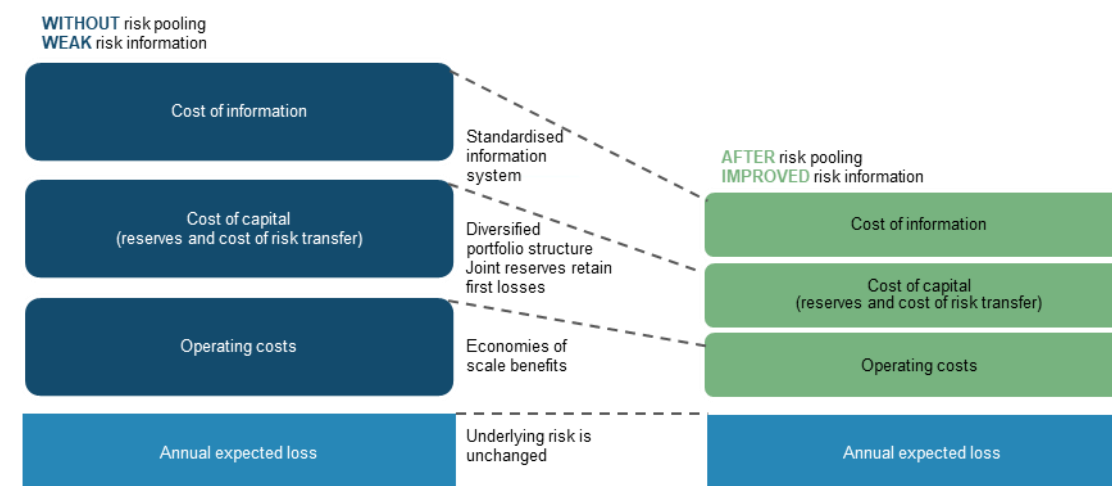 WITHOUT risk pooling
WEAK risk information
Cost of information
Cost of capital
(reserves and cost of risk transfer)
Operating costs
Annual expected loss
Standardised
information
system
Diversified
portfolio structure
Joint reserves retain
first losses
Economies of
scale benefits
Underlying risk is
unchanged
AFTER risk pooling
IMPROVED risk information
Cost of information
Cost of capital
(reserves and cost of risk transfer)
Operating costs
Annual expected loss